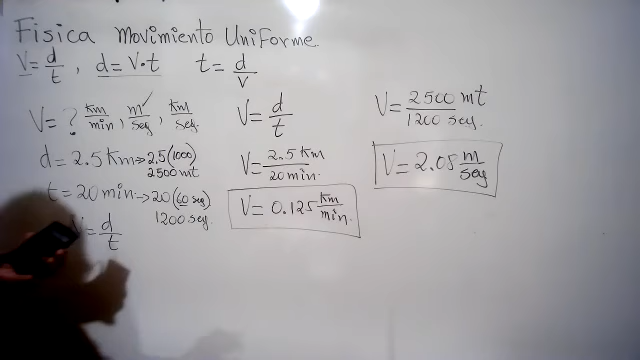 Fisica Movimiento Uniforme.
V = d/t , d = V·t t = d/V
V = ? Km/min, m/seg, Km/seg.
d = 2.5 Km → 2.5(1000)
2500 mt
t = 20 min. → 20(60 seg)
1200 seg.
V = d/t
V = d/t
V = 2.5 Km/20 min.
V = 0.125 Km/min.
V = 2500 mt/1200 seg.
V = 2.08 m/seg